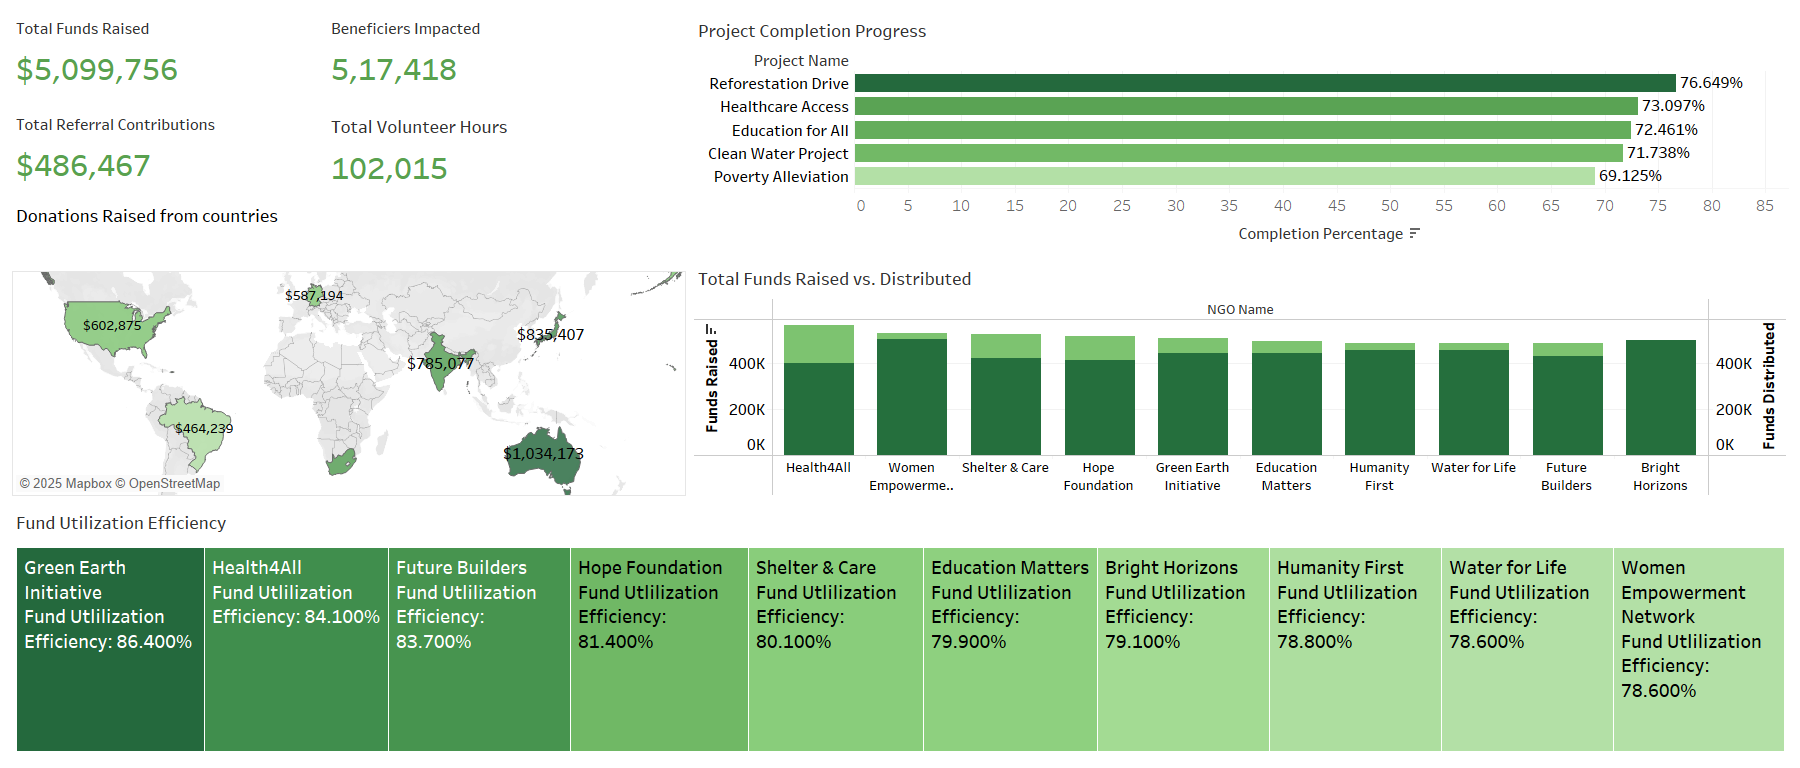 Total Funds Raised
$5,099,756
Beneficiers Impacted
5,17,418
Total Referral Contributions
$486,467
Total Volunteer Hours
102,015
Project Completion Progress
Project Name
Reforestation Drive
76.649%
Healthcare Access
73.097%
Education for All
72.461%
Clean Water Project
71.738%
Poverty Alleviation
69.125%
0 5 10 15 20 25 30 35 40 45 50 55 60 65 70 75 80 85
Completion Percentage
Donations Raised from countries
$587,194
$602,875
$835,407
$785,077
$464,239
$1,034,173
© 2025 Mapbox © OpenStreetMap
Total Funds Raised vs. Distributed
NGO Name
Funds Raised
400K
200K
0K
Funds Distributed
400K
200K
0K
Health4All
Women
Empowerme..
Shelter & Care
Hope
Foundation
Green Earth
Initiative
Education
Matters
Humanity
First
Water for Life
Future
Builders
Bright
Horizons
Fund Utilization Efficiency
Green Earth
Initiative
Fund Utlilization
Efficiency: 86.400%
Health4All
Fund Utlilization
Efficiency: 84.100%
Future Builders
Fund Utlilization
Efficiency:
83.700%
Hope Foundation
Fund Utlilization
Efficiency:
81.400%
Shelter & Care
Fund Utlilization
Efficiency:
80.100%
Education Matters
Fund Utlilization
Efficiency:
79.900%
Bright Horizons
Fund Utlilization
Efficiency:
79.100%
Humanity First
Fund Utlilization
Efficiency:
78.800%
Water for Life
Fund Utlilization
Efficiency:
78.600%
Women
Empowerment
Network
Fund Utlilization
Efficiency:
78.600%